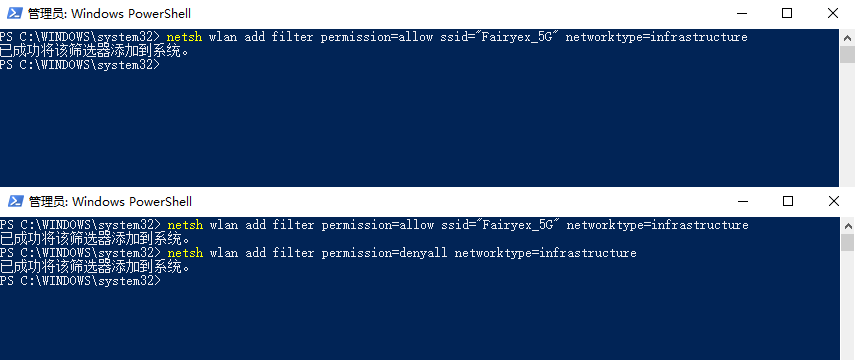 管理员: Windows PowerShell
PS C:\WINDOWS\system32> netsh wlan add filter permission=allow ssid="Fairyex_5G" networktype=infrastructure
已成功将该筛选器添加到系统。
PS C:\WINDOWS\system32>
管理员: Windows PowerShell
PS C:\WINDOWS\system32> netsh wlan add filter permission=allow ssid="Fairyex_5G" networktype=infrastructure
已成功将该筛选器添加到系统。
PS C:\WINDOWS\system32> netsh wlan add filter permission=denyall networktype=infrastructure
已成功将该筛选器添加到系统。
PS C:\WINDOWS\system32>